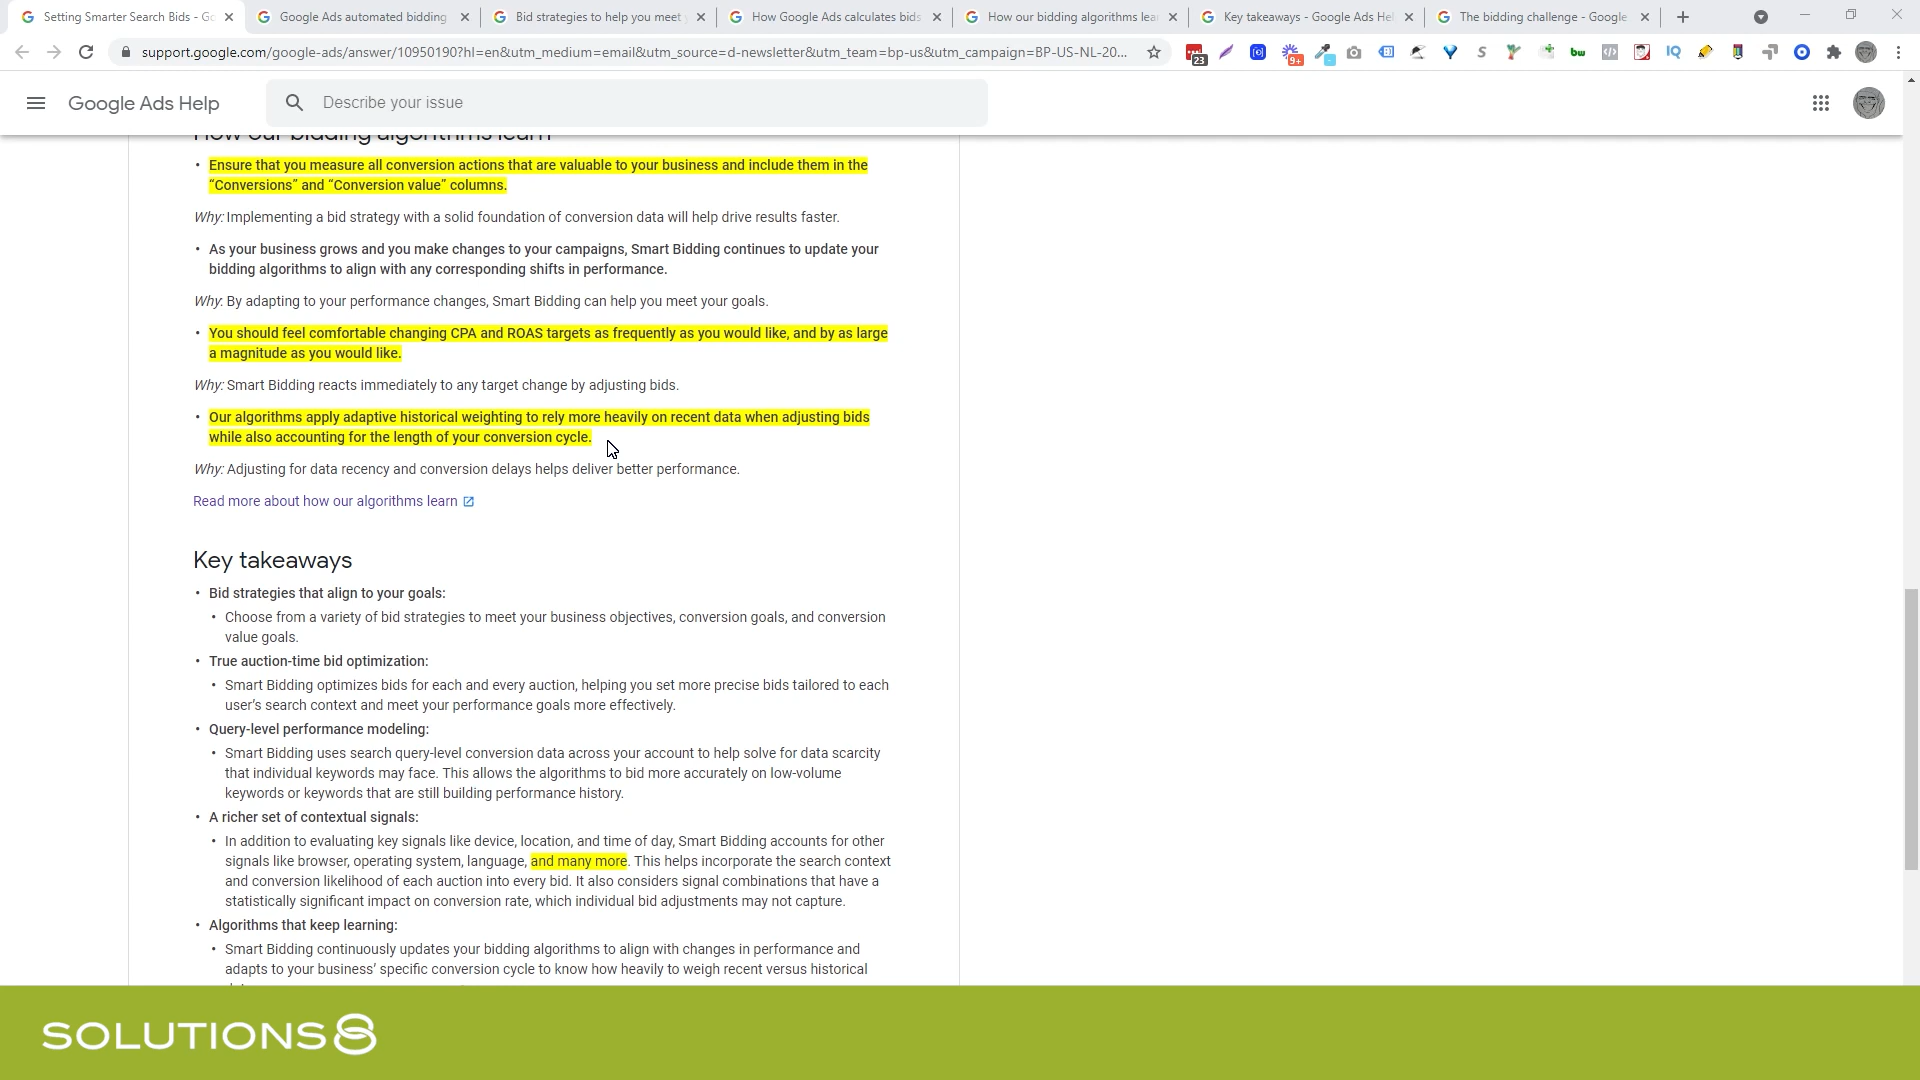 Setting Smarter Search Bids - Go
Google Ads automated bidding
Bid strategies to help you meet
How Google Ads calculates bids
How our bidding algorithms lea
Key takeaways - Google Ads Hel
The bidding challenge - Google
support.google.com/google-ads/answer/10950190?hl=en&utm_medium=email&utm_source=d-newsletter&utm_team=bp-us&utm_campaign=BP-US-NL-20...
23
9+
S
bw
IQ
Google Ads Help
Describe your issue
How our bidding algorithms learn
• Ensure that you measure all conversion actions that are valuable to your business and include them in the
“Conversions” and “Conversion value” columns.
Why: Implementing a bid strategy with a solid foundation of conversion data will help drive results faster.
• As your business grows and you make changes to your campaigns, Smart Bidding continues to update your
bidding algorithms to align with any corresponding shifts in performance.
Why: By adapting to your performance changes, Smart Bidding can help you meet your goals.
• You should feel comfortable changing CPA and ROAS targets as frequently as you would like, and by as large
a magnitude as you would like.
Why: Smart Bidding reacts immediately to any target change by adjusting bids.
• Our algorithms apply adaptive historical weighting to rely more heavily on recent data when adjusting bids
while also accounting for the length of your conversion cycle.
Why: Adjusting for data recency and conversion delays helps deliver better performance.
Read more about how our algorithms learn
Key takeaways
• Bid strategies that align to your goals:
• Choose from a variety of bid strategies to meet your business objectives, conversion goals, and conversion
value goals.
• True auction-time bid optimization:
• Smart Bidding optimizes bids for each and every auction, helping you set more precise bids tailored to each
user’s search context and meet your performance goals more effectively.
• Query-level performance modeling:
• Smart Bidding uses search query-level conversion data across your account to help solve for data scarcity
that individual keywords may face. This allows the algorithms to bid more accurately on low-volume
keywords or keywords that are still building performance history.
• A richer set of contextual signals:
• In addition to evaluating key signals like device, location, and time of day, Smart Bidding accounts for other
signals like browser, operating system, language, and many more. This helps incorporate the search context
and conversion likelihood of each auction into every bid. It also considers signal combinations that have a
statistically significant impact on conversion rate, which individual bid adjustments may not capture.
• Algorithms that keep learning:
• Smart Bidding continuously updates your bidding algorithms to align with changes in performance and
adapts to your business’ specific conversion cycle to know how heavily to weigh recent versus historical
SOLUTIONS8